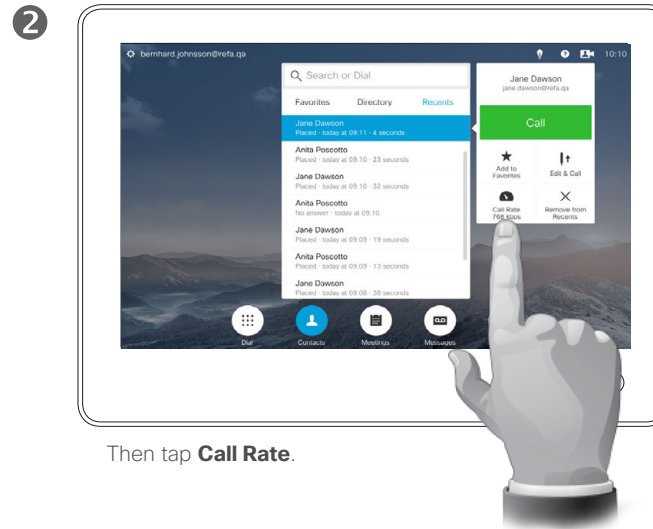 2
bernhard.johnsson@refa.qa
10:10
Search or Dial
Favorites Directory Recents
Jane Dawson
Placed · today at 09:11 · 4 seconds
Anita Poscotto
Placed · today at 09.10 · 23 seconds
Jane Dawson
Placed · today at 09.10 · 32 seconds
Anita Poscotto
No answer · today at 09:10
Jane Dawson
Placed · today at 09:09 · 19 seconds
Anita Poscotto
Placed · today at 09:09 · 13 seconds
Jane Dawson
Placed · today at 09:08 · 38 seconds
Jane Dawson
jane.dawson@refa.qa
Call
Add to
Favorites
Edit & Call
Call Rate
768 kbps
Remove from
Recents
Dial Contacts Meetings Messages
Then tap Call Rate.